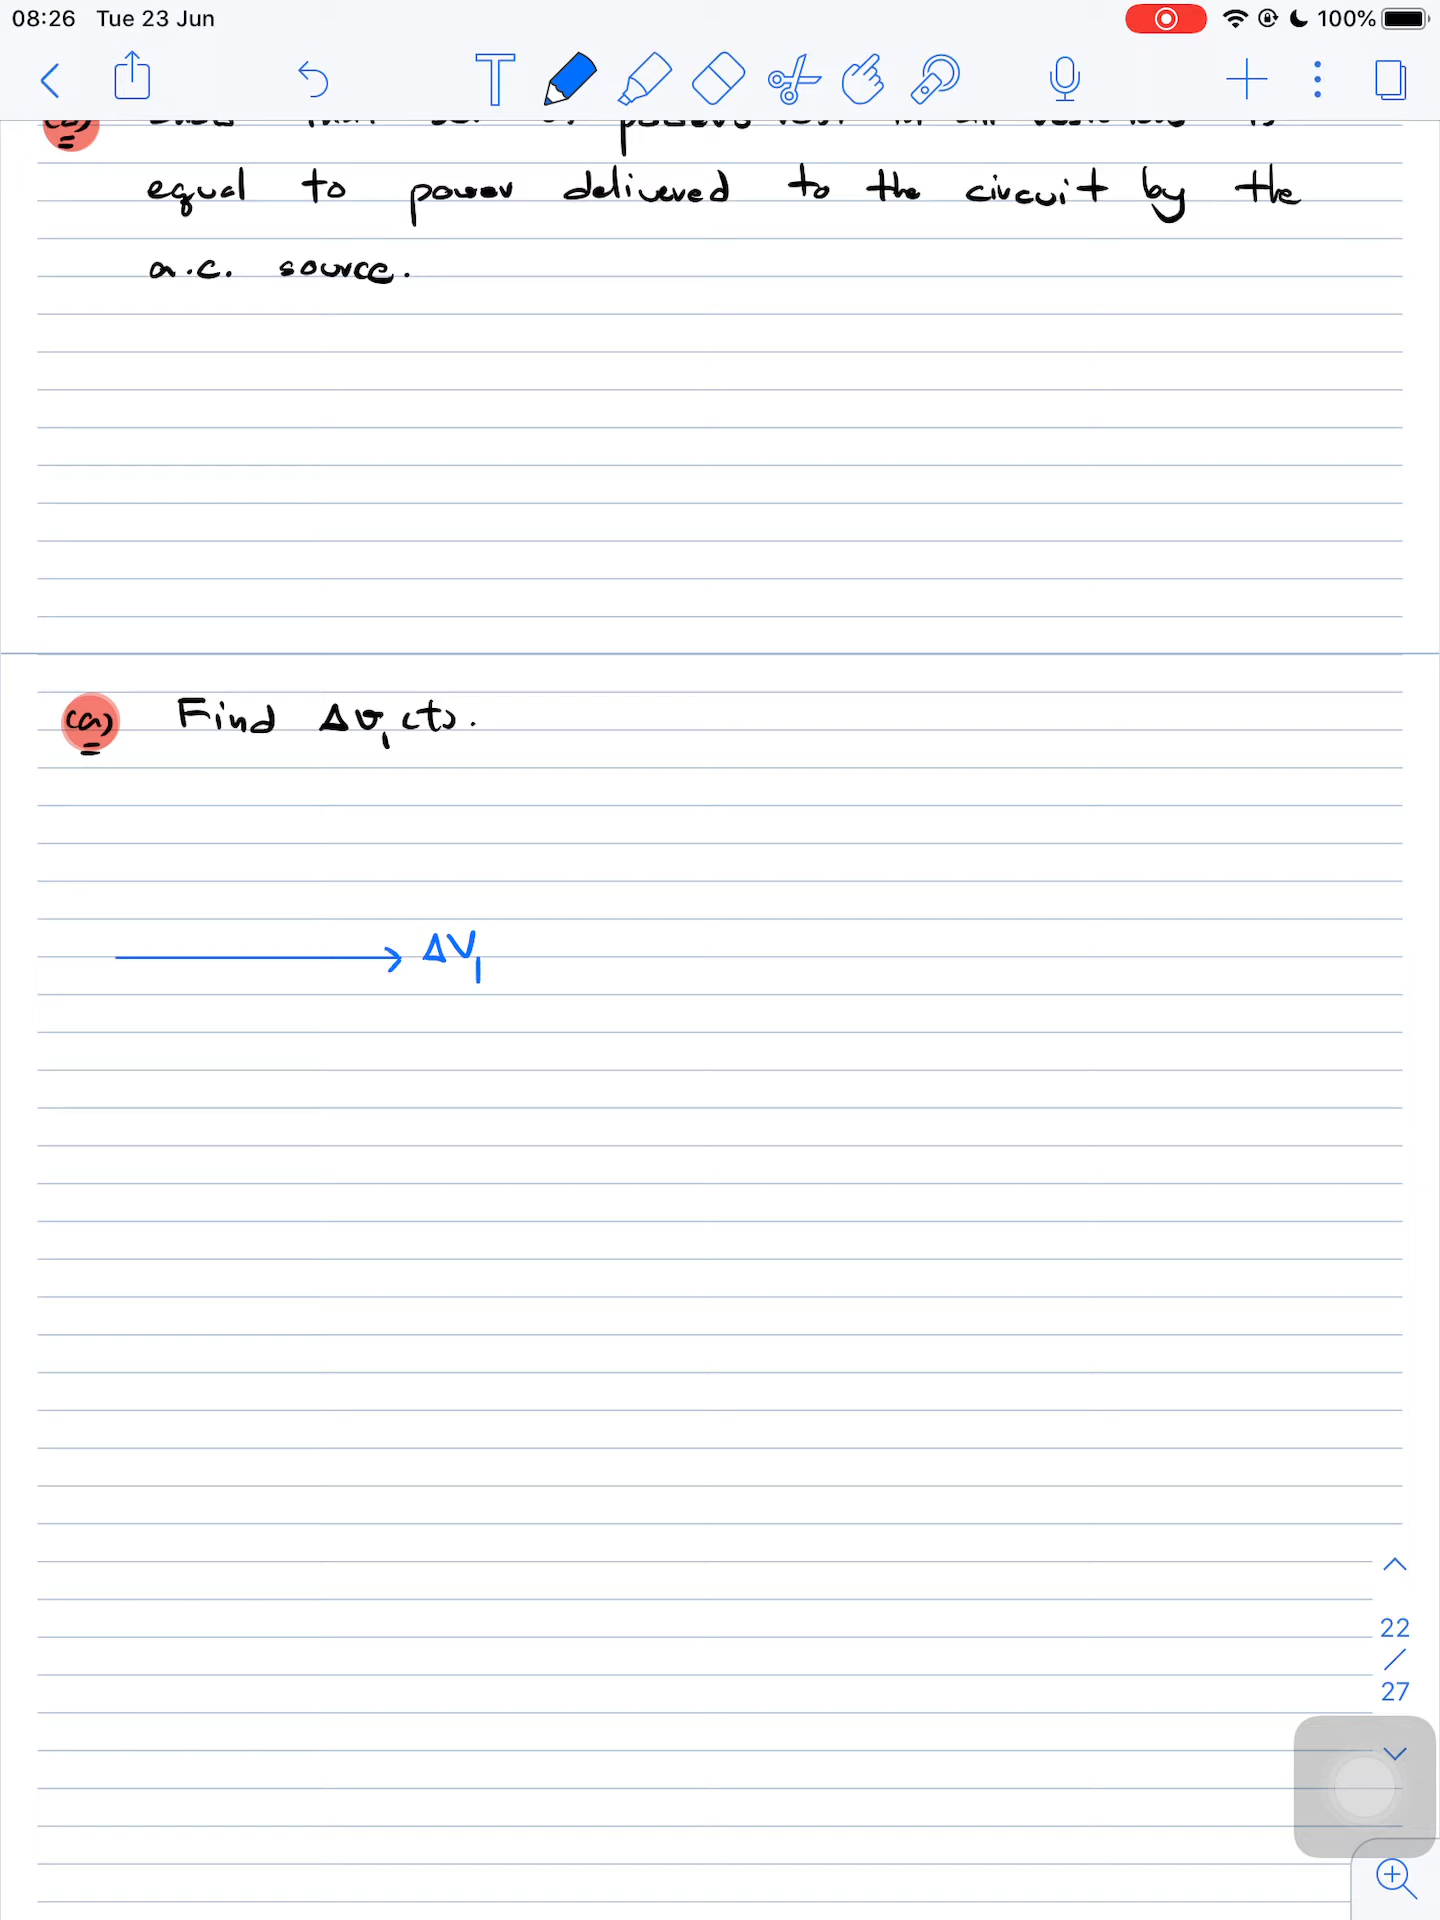 08:26 Tue 23 Jun
100%
T
equal to power delivered to the circuit by the
a.c. source.
(a) Find Δv₁(t).
ΔV₁
22
/
27